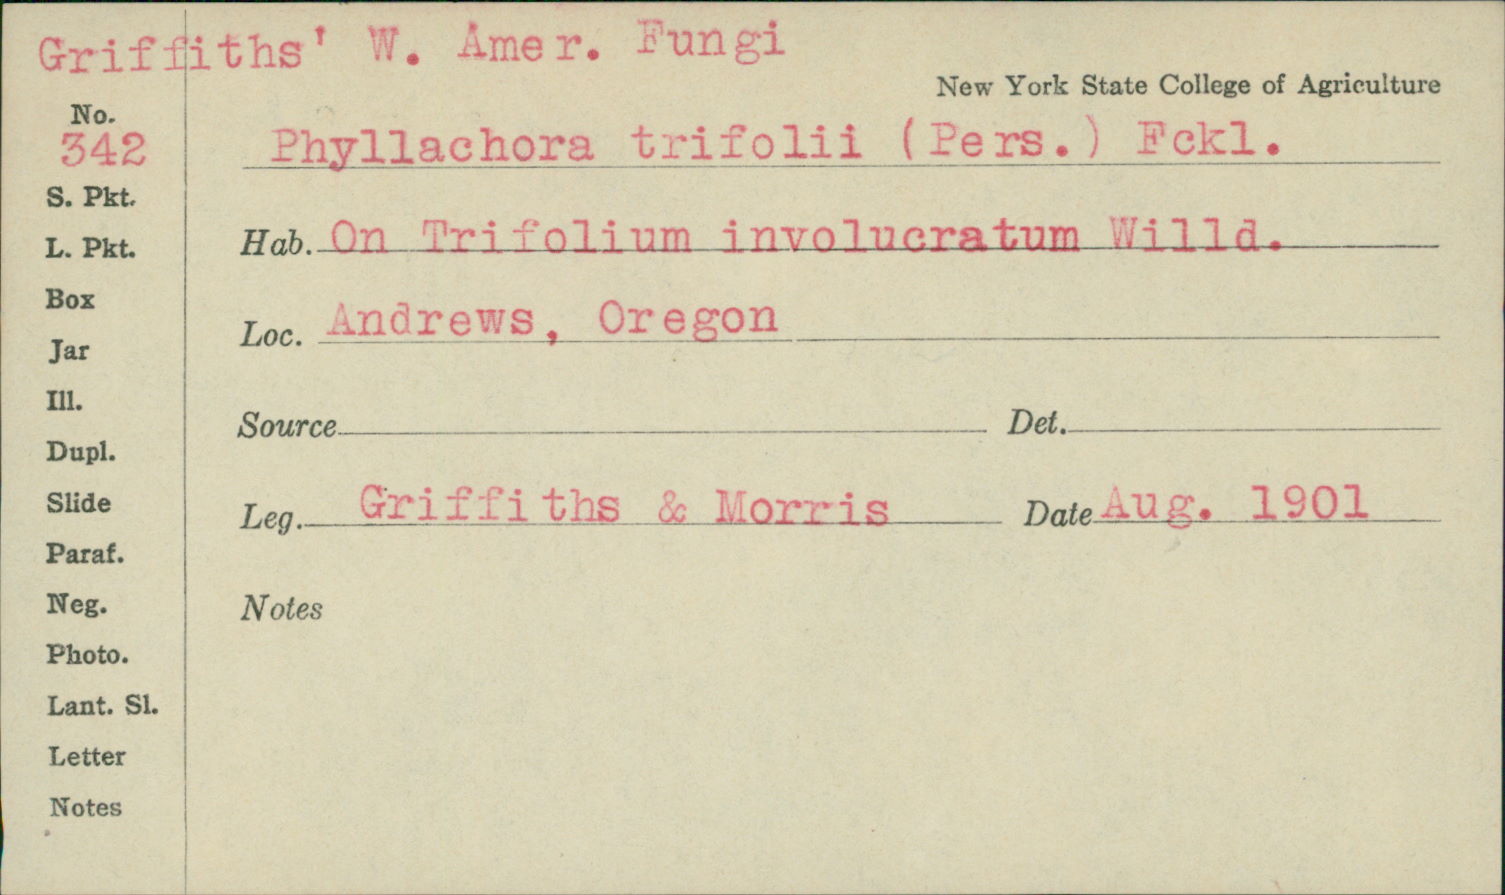 Griffiths' W. Amer. Fungi
New York State College of Agriculture
No.
342
Phyllachora trifolii (Pers.) Fckl.
S. Pkt.
L. Pkt.
Hab. On Trifolium involucratum Willd.
Box
Loc. Andrews, Oregon
Jar
Ill.
Source Det.
Dupl.
Slide
Leg. Griffiths & Morris Date Aug. 1901
Paraf.
Neg.
Notes
Photo.
Lant. Sl.
Letter
Notes